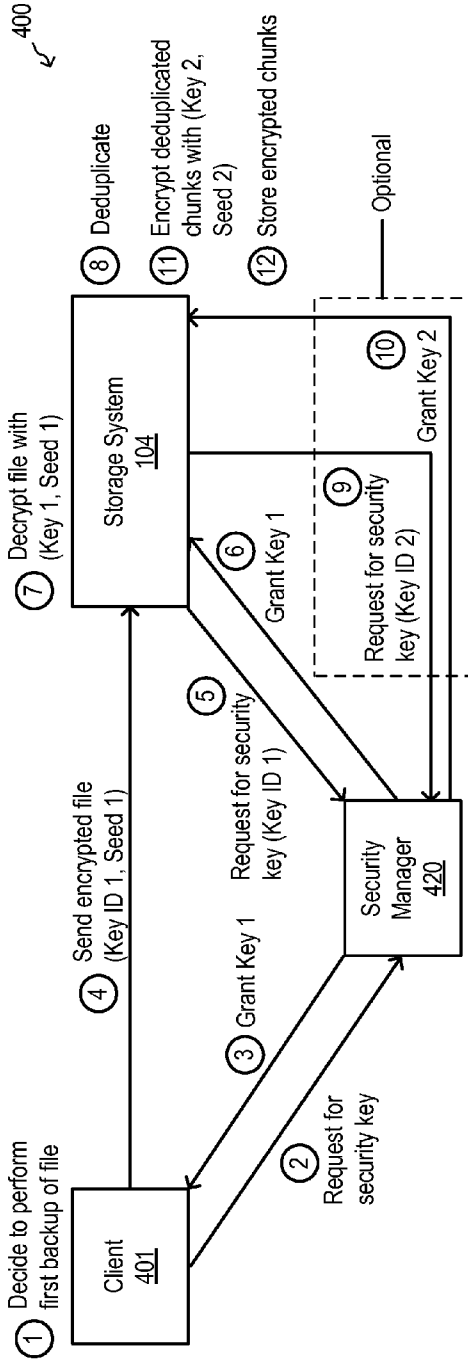 400
1 Decide to perform
first backup of file
Client
401
2 Request for
security key
3 Grant Key 1
4 Send encrypted file
(Key ID 1, Seed 1)
Security
Manager
420
5 Request for security
key (Key ID 1)
6 Grant Key 1
7 Decrypt file with
(Key 1, Seed 1)
Storage System
104
8 Deduplicate
9 Request for security
key (Key ID 2)
10 Grant Key 2
Optional
11 Encrypt deduplicated
chunks with (Key 2,
Seed 2)
12 Store encrypted chunks